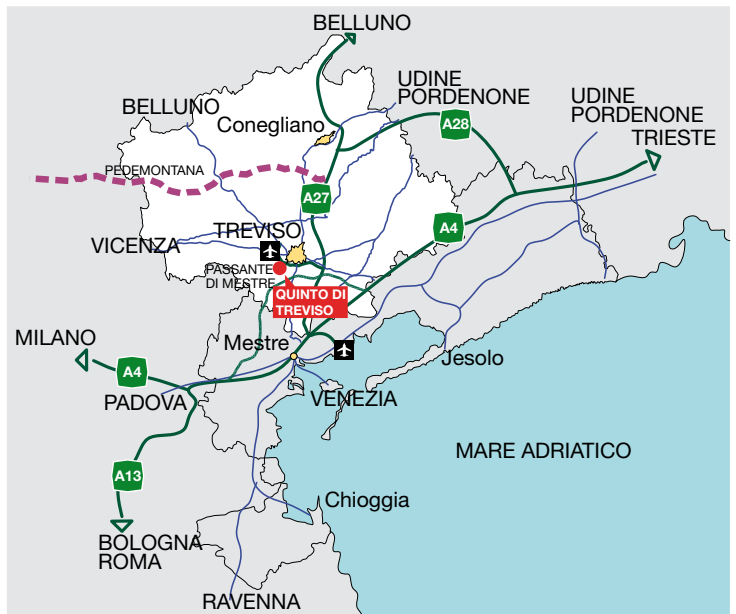 BELLUNO
UDINE
PORDENONE
BELLUNO
UDINE
PORDENONE
Conegliano
A28
TRIESTE
PEDEMONTANA
A27
A4
TREVISO
VICENZA
PASSANTE
DI MESTRE
QUINTO DI
TREVISO
MILANO
Mestre
Jesolo
A4
PADOVA
VENEZIA
MARE ADRIATICO
A13
Chioggia
BOLOGNA
ROMA
RAVENNA